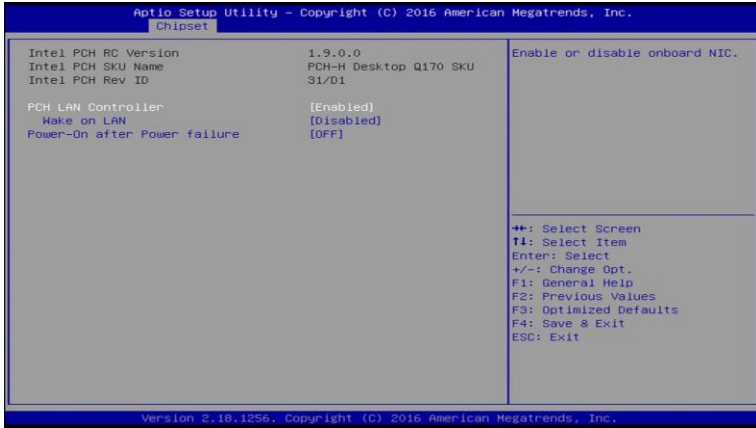 Aptio Setup Utility – Copyright (C) 2016 American Megatrends, Inc.
Chipset
Intel PCH RC Version 1.9.0.0
Intel PCH SKU Name PCH-H Desktop Q170 SKU
Intel PCH Rev ID 31/D1
PCH LAN Controller [Enabled]
Wake on LAN [Disabled]
Power-On after Power failure [OFF]
Enable or disable onboard NIC.
→←: Select Screen
↑↓: Select Item
Enter: Select
+/-: Change Opt.
F1: General Help
F2: Previous Values
F3: Optimized Defaults
F4: Save & Exit
ESC: Exit
Version 2.18.1256. Copyright (C) 2016 American Megatrends, Inc.